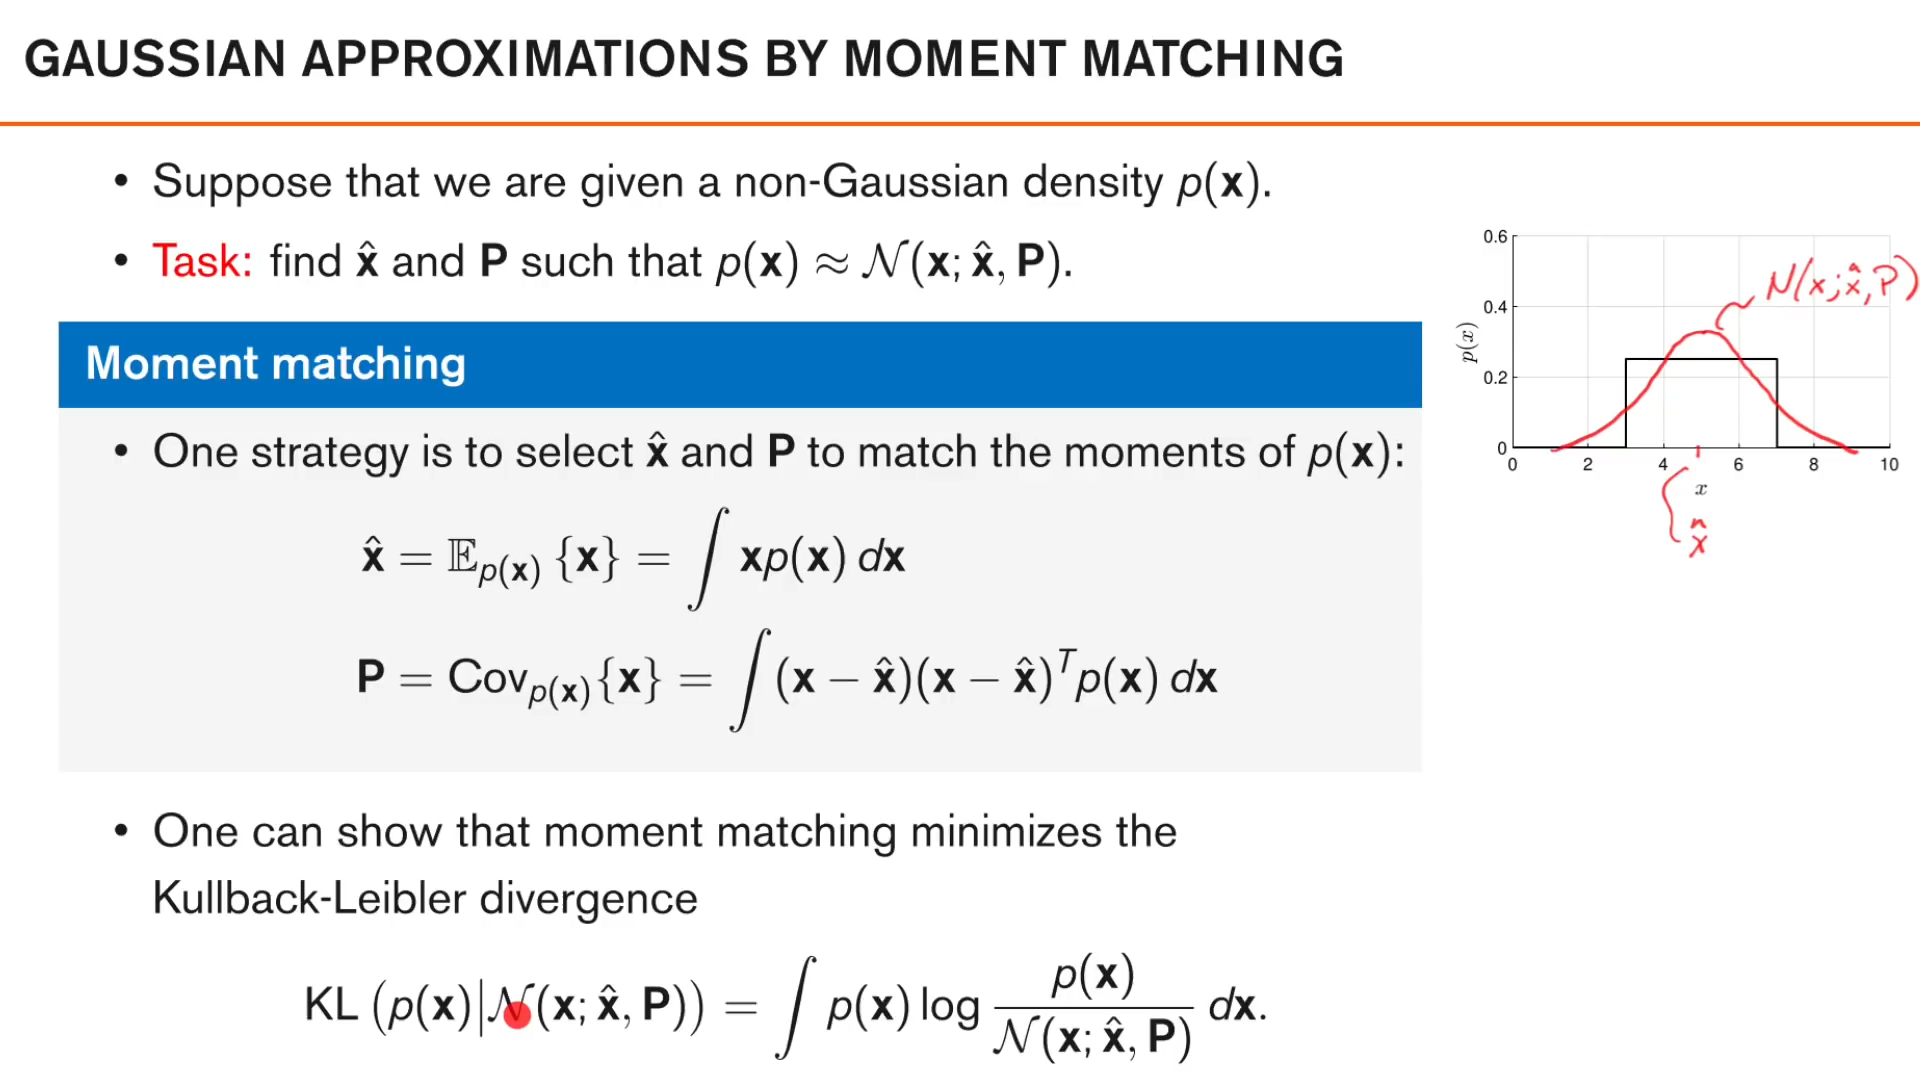 GAUSSIAN APPROXIMATIONS BY MOMENT MATCHING
• Suppose that we are given a non-Gaussian density p(x).
• Task: find x̂ and P such that p(x) ≈ 𝒩(x; x̂, P).
Moment matching
• One strategy is to select x̂ and P to match the moments of p(x):
x̂ = 𝔼_{p(x)} {x} = ∫ xp(x) dx
P = Cov_{p(x)}{x} = ∫ (x − x̂)(x − x̂)^T p(x) dx
• One can show that moment matching minimizes the
Kullback-Leibler divergence
KL (p(x)|𝒩(x; x̂, P)) = ∫ p(x) log p(x) / 𝒩(x; x̂, P) dx.
N(x; x̂, P)
p(x)
0.6
0.4
0.2
0
0 2 4 6 8 10
x
x̂